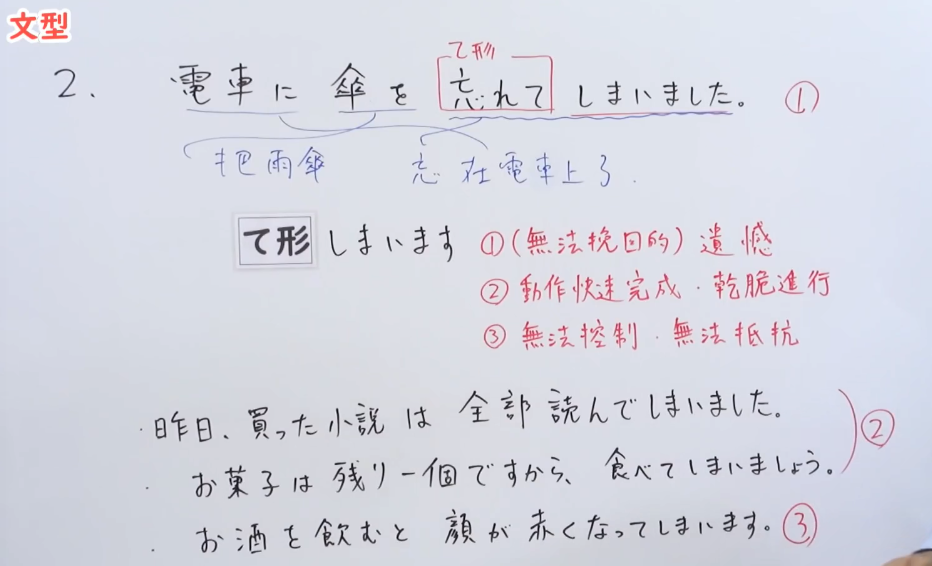 文型
て形
2. 電車に傘を忘れてしまいました。 ①
把雨傘 忘在電車上了.
て形 しまいます ①(無法挽回的)遺憾
②動作快速完成.乾脆進行
③無法控制.無法抵抗
·昨日、買った小説は全部読んでしまいました。
·お菓子は残り一個ですから、食べてしまいましょう。 ②
·お酒を飲むと顔が赤くなってしまいます。③